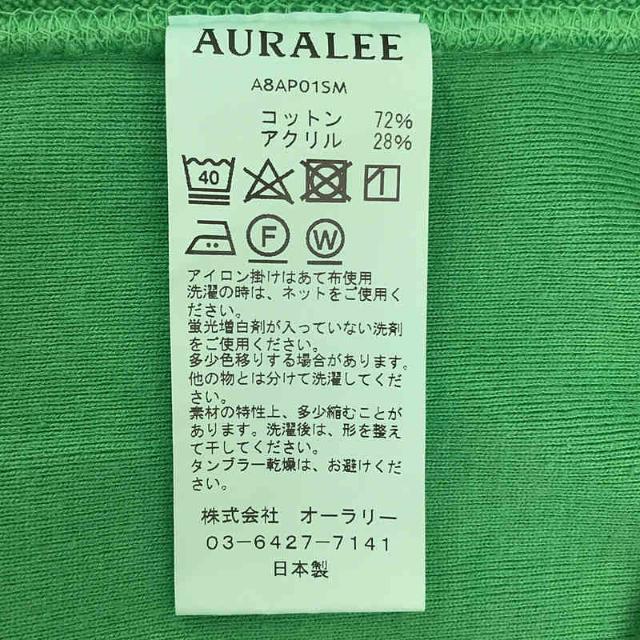 AURALEE
A8AP01SM
コットン 72%
アクリル 28%
40
F W
アイロン掛けはあて布使用
洗濯の時は、ネットをご使用く
ださい。
蛍光増白剤が入っていない洗剤
をご使用ください。
多少色移りする場合があります。
他の物とは分けて洗濯してくだ
さい。
素材の特性上、多少縮むことが
あります。洗濯後は、形を整え
て干してください。
タンブラー乾燥は、お避けくだ
さい。
株式会社 オーラリー
03-6427-7141
日本製